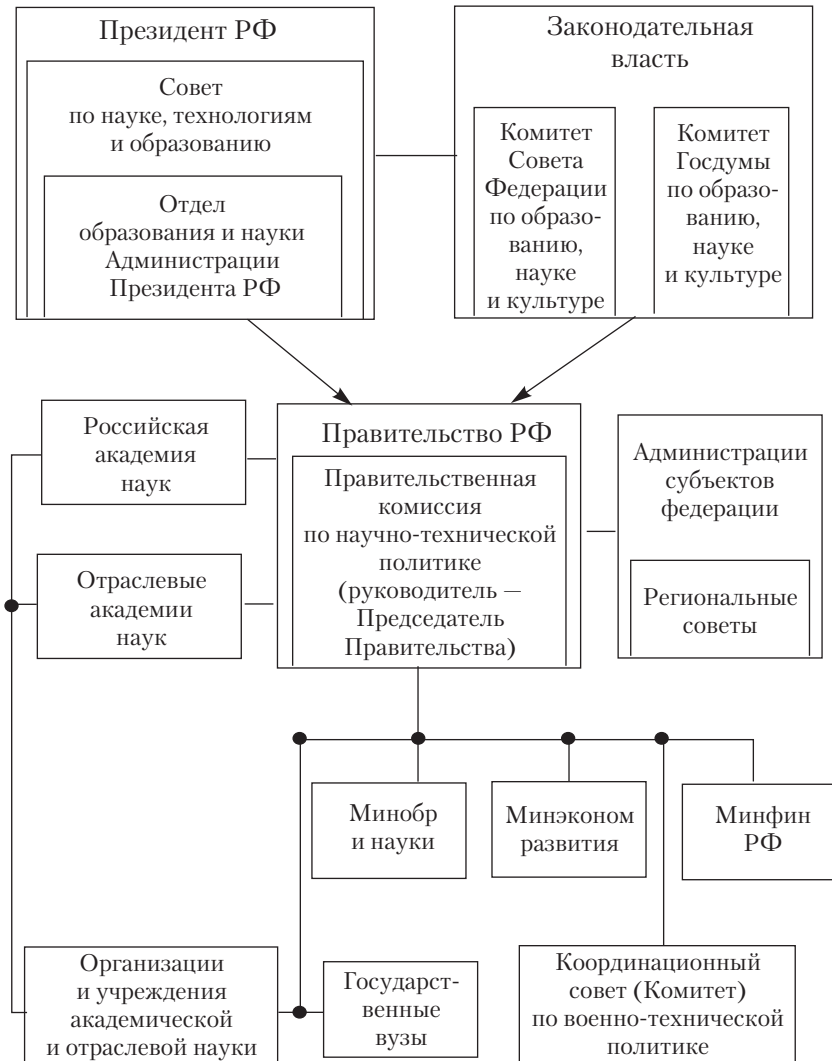 Президент РФ
Совет
по науке, технологиям
и образованию
Отдел
образования и науки
Администрации
Президента РФ
Законодательная
власть
Комитет
Совета
Федерации
по образо-
ванию,
науке
и культуре
Комитет
Госдумы
по образо-
ванию,
науке
и культуре
Российская
академия
наук
Отраслевые
академии
наук
Правительство РФ
Правительственная
комиссия
по научно-технической
политике
(руководитель —
Председатель
Правительства)
Администрации
субъектов
федерации
Региональные
советы
Минобр
и науки
Минэконом
развития
Минфин
РФ
Организации
и учреждения
академической
и отраслевой науки
Государст-
венные
вузы
Координационный
совет (Комитет)
по военно-технической
политике